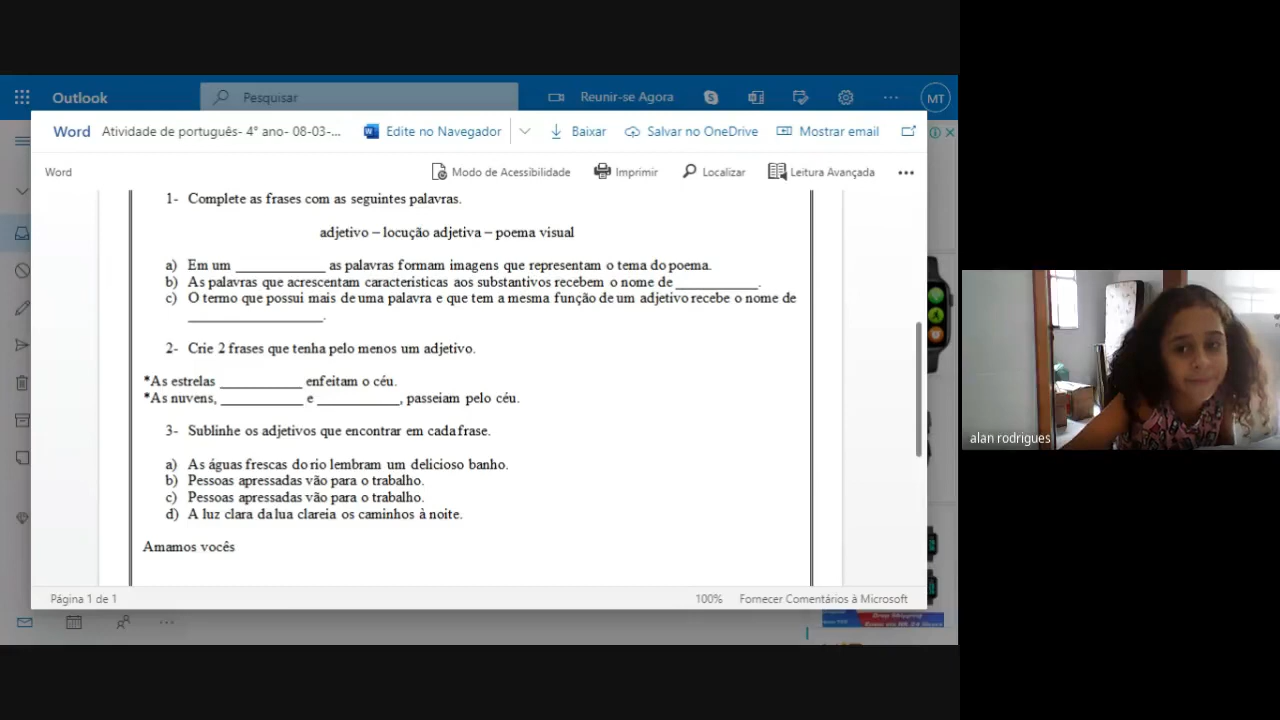 Outlook
Pesquisar
Reunir-se Agora
MT
Word
Atividade de português- 4° ano- 08-03-...
Edite no Navegador
Baixar
Salvar no OneDrive
Mostrar email
Word
Modo de Acessibilidade
Imprimir
Localizar
Leitura Avançada
1- Complete as frases com as seguintes palavras.
adjetivo – locução adjetiva – poema visual
a) Em um ____________ as palavras formam imagens que representam o tema do poema.
b) As palavras que acrescentam caracteristicas aos substantivos recebem o nome de ___________.
c) O termo que possui mais de uma palavra e que tem a mesma função de um adjetivo recebe o nome de
__________________.
2- Crie 2 frases que tenha pelo menos um adjetivo.
*As estrelas ___________ enfeitam o céu.
*As nuvens, ___________ e ___________, passeiam pelo céu.
3- Sublinhe os adjetivos que encontrar em cada frase.
a) As águas frescas do rio lembram um delicioso banho.
b) Pessoas apressadas vão para o trabalho.
c) Pessoas apressadas vão para o trabalho.
d) A luz clara da lua clareia os caminhos à noite.
Amamos vocês
Página 1 de 1
100%
Fornecer Comentários à Microsoft
alan rodrigues